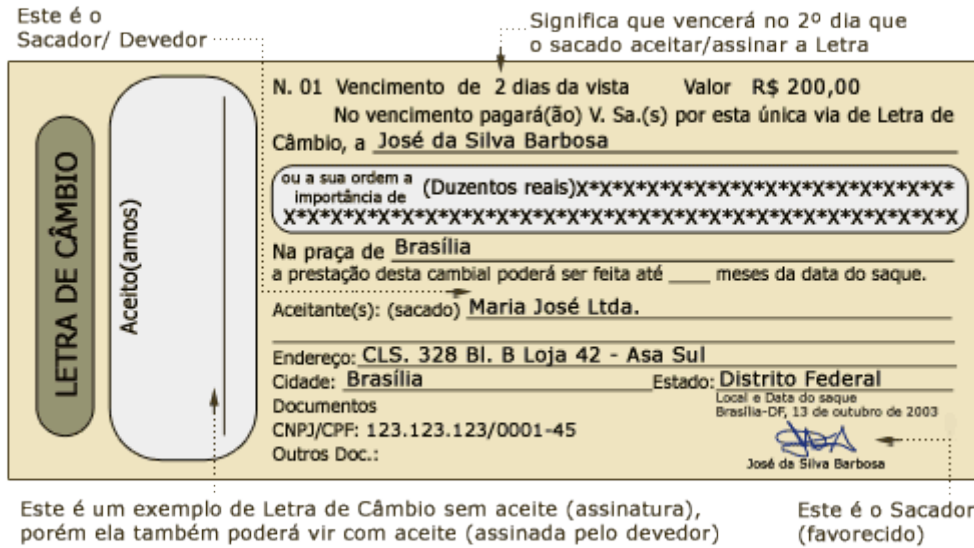 Este é o
Sacador/ Devedor
Significa que vencerá no 2º dia que
o sacado aceitar/assinar a Letra
LETRA DE CÂMBIO
Aceito(amos)
N. 01 Vencimento de 2 dias da vista Valor R$ 200,00
No vencimento pagará(ão) V. Sa.(s) por esta única via de Letra de
Câmbio, a José da Silva Barbosa
ou a sua ordem a
importância de (Duzentos reais)X*X*X*X*X*X*X*X*X*X*X*X*X*X*X*X*
X*X*X*X*X*X*X*X*X*X*X*X*X*X*X*X*X*X*X*X*X*X*X*X*X*X*X*X*X
Na praça de Brasília
a prestação desta cambial poderá ser feita até ____ meses da data do saque.
Aceitante(s): (sacado) Maria José Ltda.
Endereço: CLS. 328 Bl. B Loja 42 - Asa Sul
Cidade: Brasília Estado: Distrito Federal
Documentos
CNPJ/CPF: 123.123.123/0001-45
Outros Doc.:
Local e Data do saque
Brasília-DF, 13 de outubro de 2003
José da Silva Barbosa
Este é um exemplo de Letra de Câmbio sem aceite (assinatura),
porém ela também poderá vir com aceite (assinada pelo devedor)
Este é o Sacador
(favorecido)